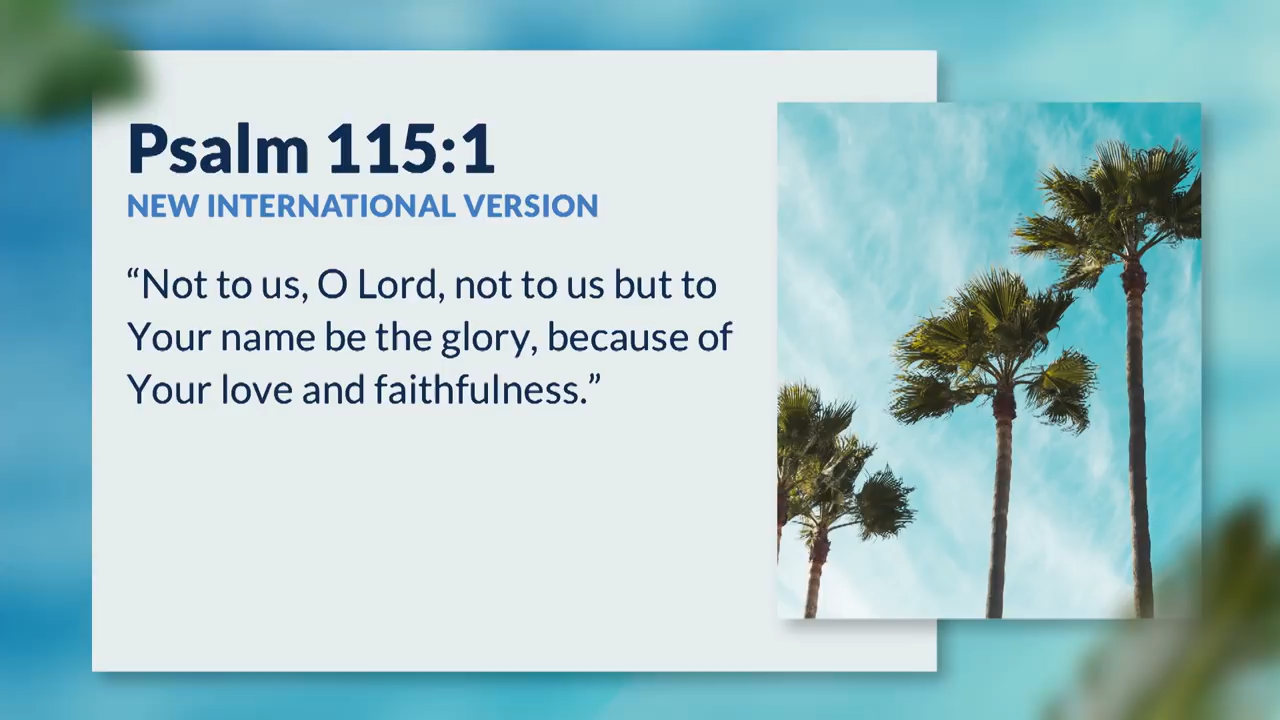 Psalm 115:1
NEW INTERNATIONAL VERSION
“Not to us, O Lord, not to us but to
Your name be the glory, because of
Your love and faithfulness.”